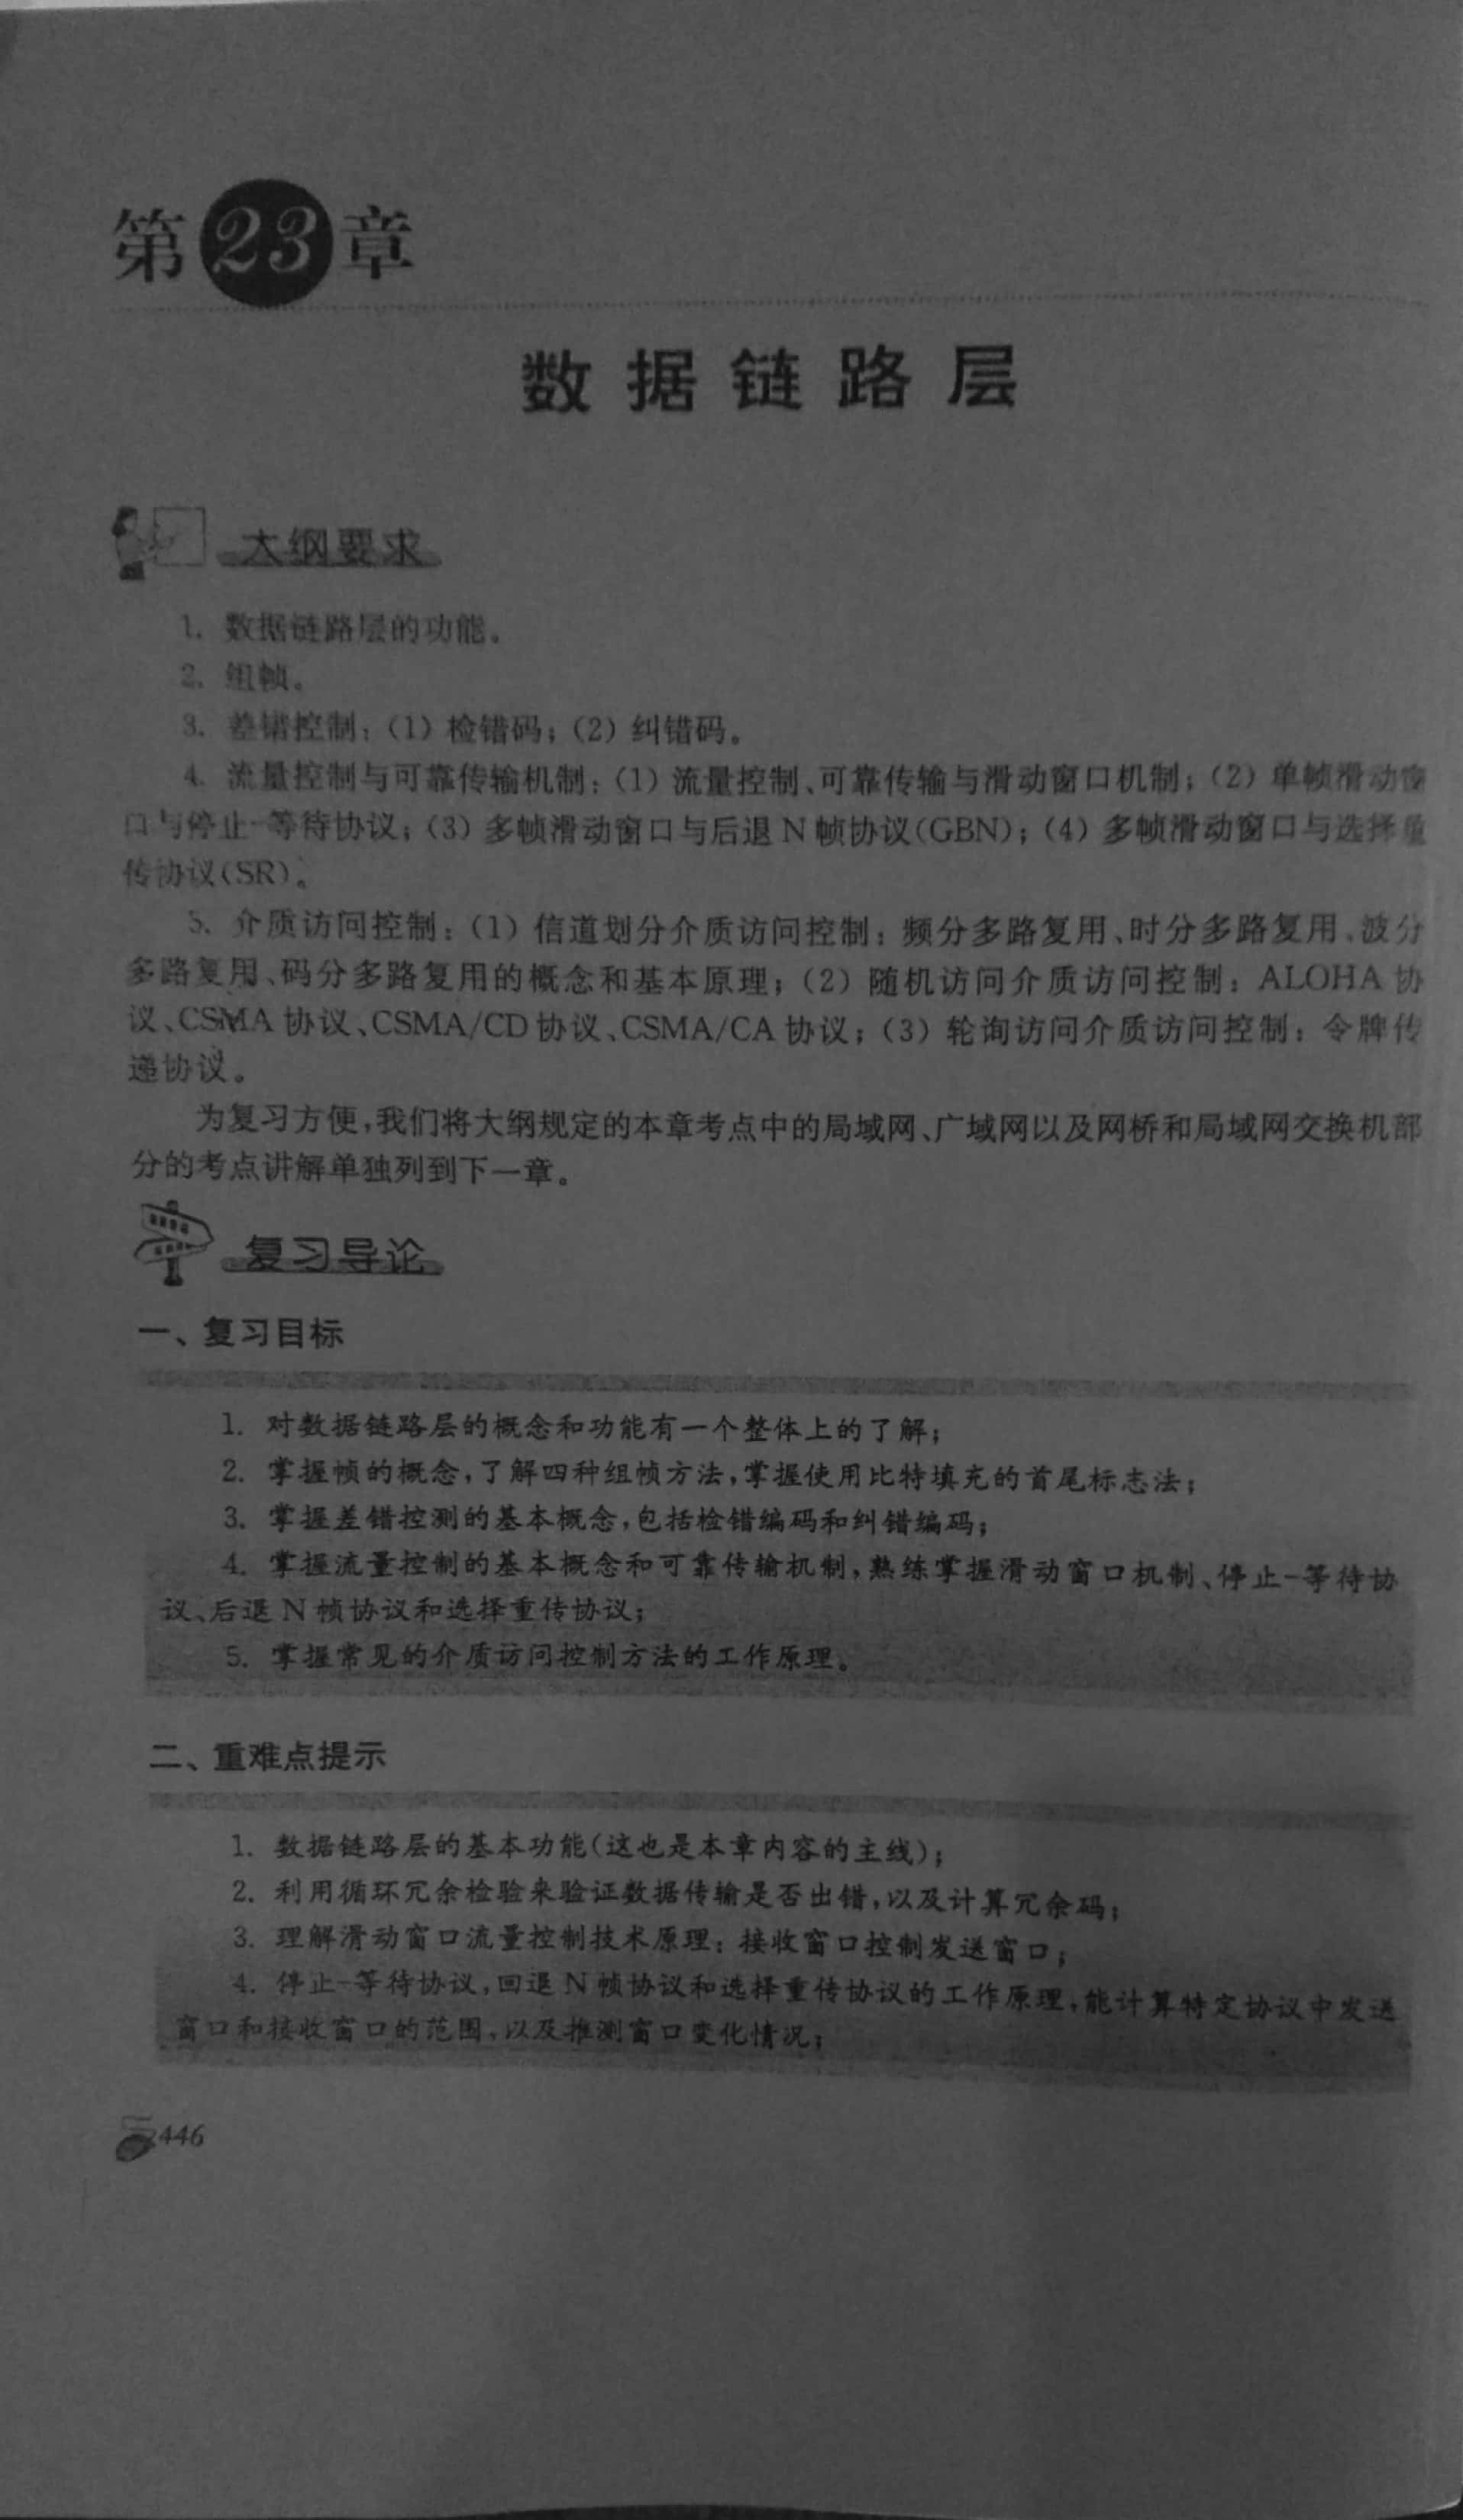 第23章
数据链路层
大纲要求
1. 数据链路层的功能。
2. 组帧。
3. 差错控制：(1) 检错码；(2) 纠错码。
4. 流量控制与可靠传输机制：(1) 流量控制、可靠传输与滑动窗口机制；(2) 单帧滑动窗
口与停止-等待协议；(3) 多帧滑动窗口与后退 N 帧协议(GBN)；(4) 多帧滑动窗口与选择重
传协议(SR)。
5. 介质访问控制：(1) 信道划分介质访问控制：频分多路复用、时分多路复用、波分
多路复用、码分多路复用的概念和基本原理；(2) 随机访问介质访问控制：ALOHA 协
议、CSMA 协议、CSMA/CD 协议、CSMA/CA 协议；(3) 轮询访问介质访问控制：令牌传
递协议。
为复习方便，我们将大纲规定的本章考点中的局域网、广域网以及网桥和局域网交换机部
分的考点讲解单独列到下一章。
复习导论
一、复习目标
1. 对数据链路层的概念和功能有一个整体上的了解；
2. 掌握帧的概念，了解四种组帧方法，掌握使用比特填充的首尾标志法；
3. 掌握差错控测的基本概念，包括检错编码和纠错编码；
4. 掌握流量控制的基本概念和可靠传输机制，熟练掌握滑动窗口机制、停止-等待协
议、后退 N 帧协议和选择重传协议；
5. 掌握常见的介质访问控制方法的工作原理。
二、重难点提示
1. 数据链路层的基本功能(这也是本章内容的主线)；
2. 利用循环冗余检验来验证数据传输是否出错，以及计算冗余码；
3. 理解滑动窗口流量控制技术原理：接收窗口控制发送窗口；
4. 停止-等待协议，回退 N 帧协议和选择重传协议的工作原理，能计算特定协议中发送
窗口和接收窗口的范围，以及推测窗口变化情况；
446